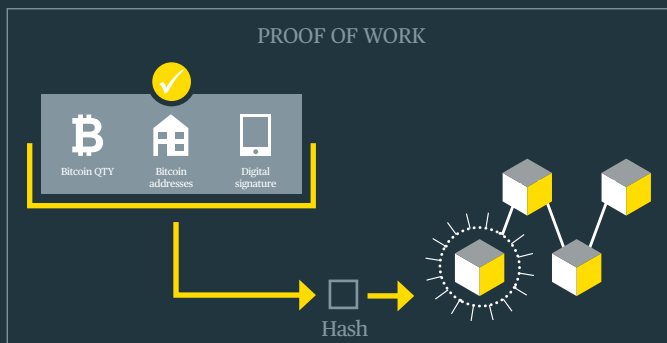 PROOF OF WORK
Bitcoin QTY
Bitcoin
addresses
Digital
signature
Hash